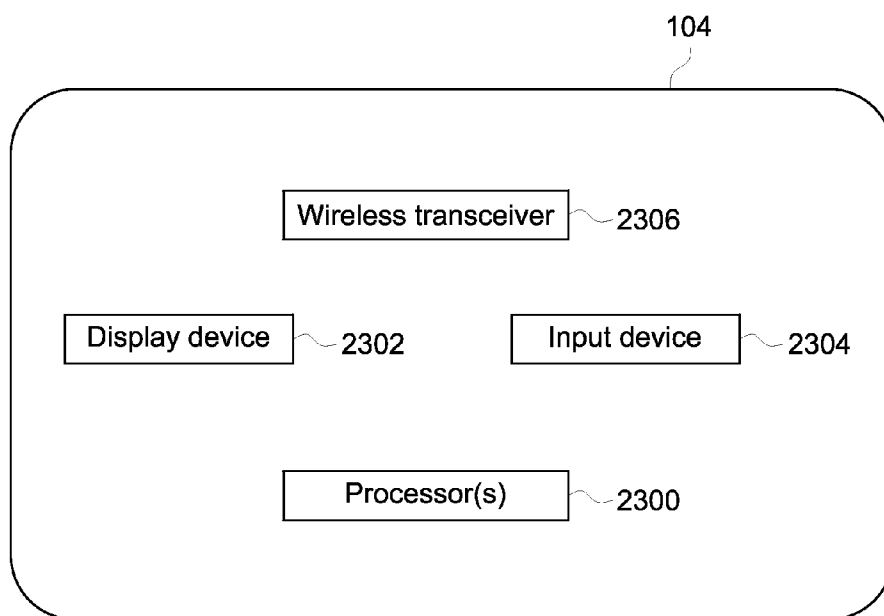 104
Wireless transceiver 2306
Display device 2302 Input device 2304
Processor(s) 2300